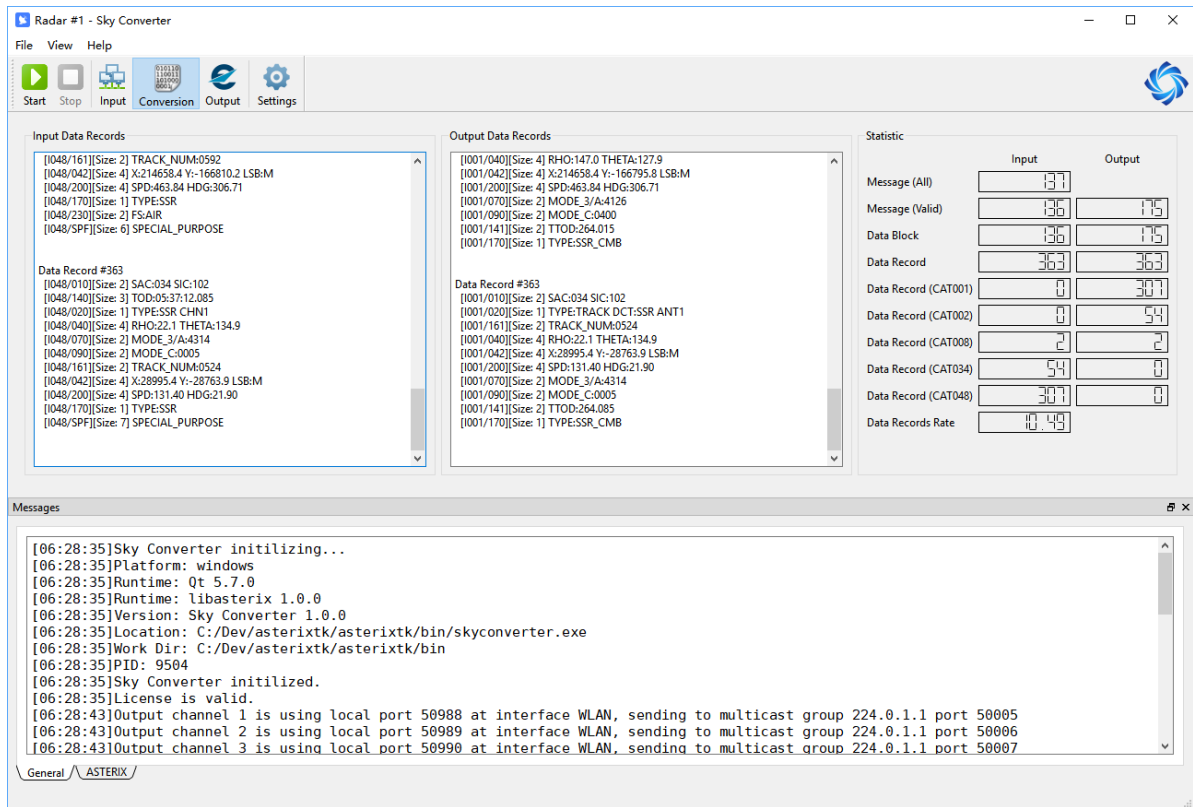 Radar #1 - Sky Converter
File View Help
010110
110011
101000
0001
Start Stop Input Conversion Output Settings
Input Data Records
[I048/161][Size: 2] TRACK_NUM:0592
[I048/042][Size: 4] X:214658.4 Y:-166810.2 LSB:M
[I048/200][Size: 4] SPD:463.84 HDG:306.71
[I048/170][Size: 1] TYPE:SSR
[I048/230][Size: 2] FS:AIR
[I048/SPF][Size: 6] SPECIAL_PURPOSE
Data Record #363
[I048/010][Size: 2] SAC:034 SIC:102
[I048/140][Size: 3] TOD:05:37:12.085
[I048/020][Size: 1] TYPE:SSR CHN1
[I048/040][Size: 4] RHO:22.1 THETA:134.9
[I048/070][Size: 2] MODE_3/A:4314
[I048/090][Size: 2] MODE_C:0005
[I048/161][Size: 2] TRACK_NUM:0524
[I048/042][Size: 4] X:28995.4 Y:-28763.9 LSB:M
[I048/200][Size: 4] SPD:131.40 HDG:21.90
[I048/170][Size: 1] TYPE:SSR
[I048/SPF][Size: 7] SPECIAL_PURPOSE
Output Data Records
[I001/040][Size: 4] RHO:147.0 THETA:127.9
[I001/042][Size: 4] X:214658.4 Y:-166795.8 LSB:M
[I001/200][Size: 4] SPD:463.84 HDG:306.71
[I001/070][Size: 2] MODE_3/A:4126
[I001/090][Size: 2] MODE_C:0400
[I001/141][Size: 2] TTOD:264.015
[I001/170][Size: 1] TYPE:SSR_CMB
Data Record #363
[I001/010][Size: 2] SAC:034 SIC:102
[I001/020][Size: 1] TYPE:TRACK DCT:SSR ANT1
[I001/161][Size: 2] TRACK_NUM:0524
[I001/040][Size: 4] RHO:22.1 THETA:134.9
[I001/042][Size: 4] X:28995.4 Y:-28763.9 LSB:M
[I001/200][Size: 4] SPD:131.40 HDG:21.90
[I001/070][Size: 2] MODE_3/A:4314
[I001/090][Size: 2] MODE_C:0005
[I001/141][Size: 2] TTOD:264.085
[I001/170][Size: 1] TYPE:SSR_CMB
Statistic
Input Output
Message (All) 137
Message (Valid) 136 175
Data Block 136 175
Data Record 363 363
Data Record (CAT001) 0 307
Data Record (CAT002) 0 54
Data Record (CAT008) 2 2
Data Record (CAT034) 54 0
Data Record (CAT048) 307 0
Data Records Rate 10.49
Messages
[06:28:35]Sky Converter initilizing...
[06:28:35]Platform: windows
[06:28:35]Runtime: Qt 5.7.0
[06:28:35]Runtime: libasterix 1.0.0
[06:28:35]Version: Sky Converter 1.0.0
[06:28:35]Location: C:/Dev/asterixtk/asterixtk/bin/skyconverter.exe
[06:28:35]Work Dir: C:/Dev/asterixtk/asterixtk/bin
[06:28:35]PID: 9504
[06:28:35]Sky Converter initilized.
[06:28:35]License is valid.
[06:28:43]Output channel 1 is using local port 50988 at interface WLAN, sending to multicast group 224.0.1.1 port 50005
[06:28:43]Output channel 2 is using local port 50989 at interface WLAN, sending to multicast group 224.0.1.1 port 50006
[06:28:43]Output channel 3 is using local port 50990 at interface WLAN, sending to multicast group 224.0.1.1 port 50007
General ASTERIX